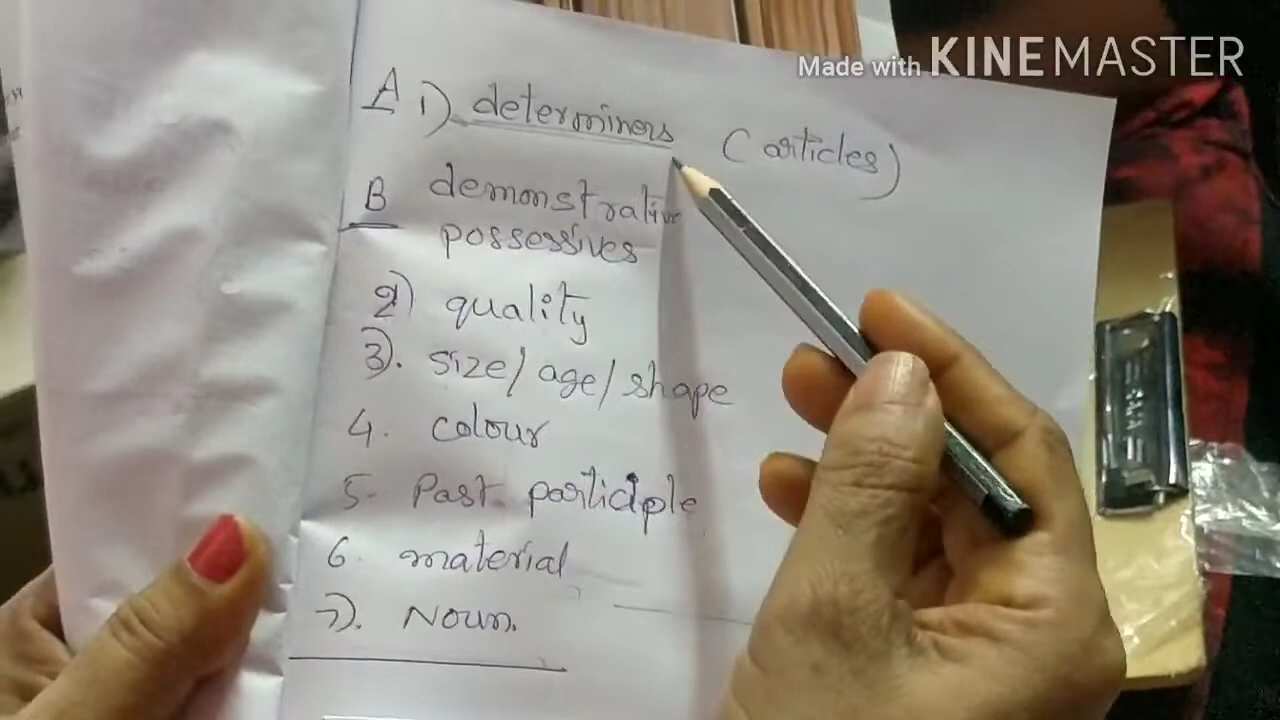 Made with KINEMASTER
A 1) determiners (articles)
B demonstrative
possessives
2) quality
3). size/age/shape
4. colour
5. Past participle
6. material
7). Noun.